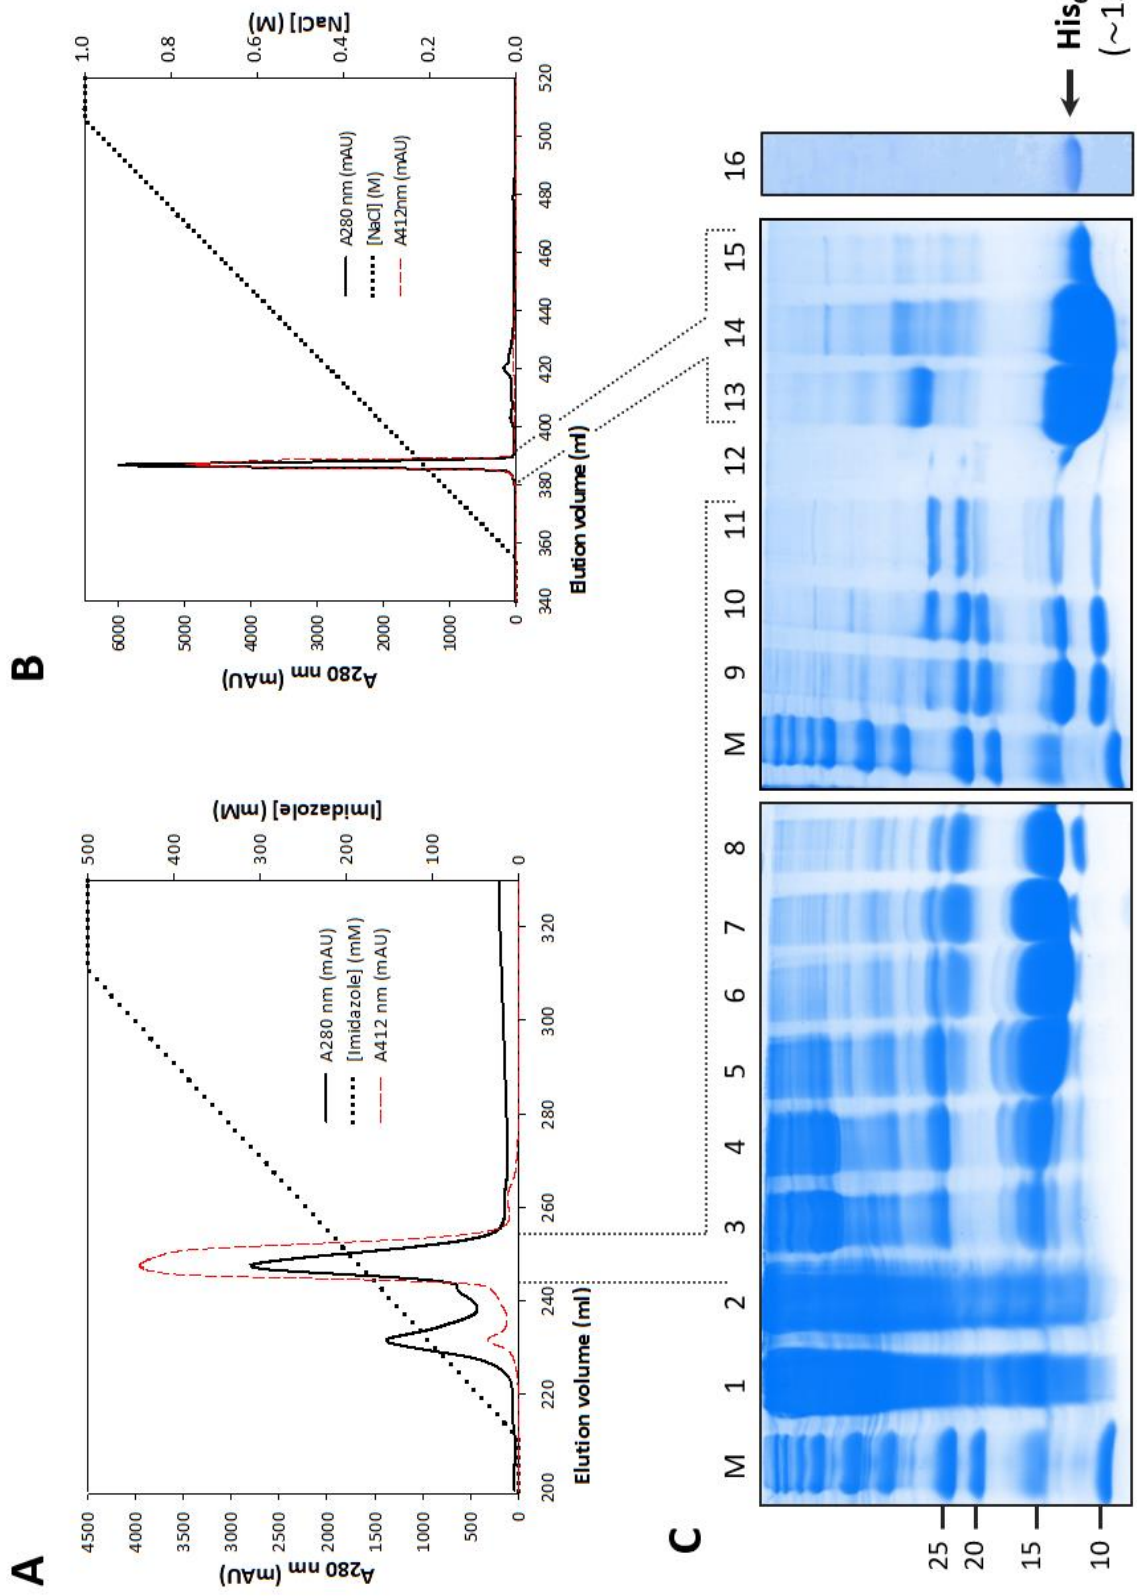 A
4500
4000
3500
3000
2500
2000
1500
1000
500
0
A280 nm (mAU)
500
400
300
200
100
0
[Imidazole] (mM)
A280 nm (mAU)
[Imidazole] (mM)
A412 nm (mAU)
200 220 240 260 280 300 320
Elution volume (ml)
B
6000
5000
4000
3000
2000
1000
0
A280 nm (mAU)
1.0
0.8
0.6
0.4
0.2
0.0
[NaCl] (M)
A280 nm (mAU)
[NaCl] (M)
A412nm (mAU)
340 360 380 400 420 440 460 480 500 520
Elution volume (ml)
C
M 1 2 3 4 5 6 7 8 M 9 10 11 12 13 14 15 16
25
20
15
10
His
(~1